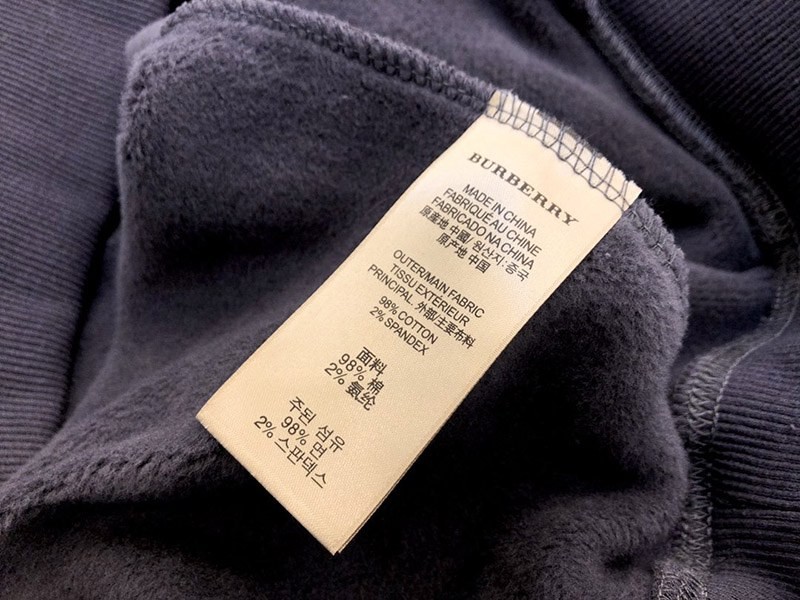 BURBERRY
MADE IN CHINA
FABRIQUÉ AU CHINE
FABRICADO NA CHINA
原産地 中國/ 원산지: 중국
原产地 中国
OUTER/MAIN FABRIC
TISSU EXTÉRIEUR
PRINCIPAL. 外部/主要布料
98% COTTON
2% SPANDEX
面料
98% 棉
2% 氨纶
주된 섬유
98% 면
2% 스판덱스